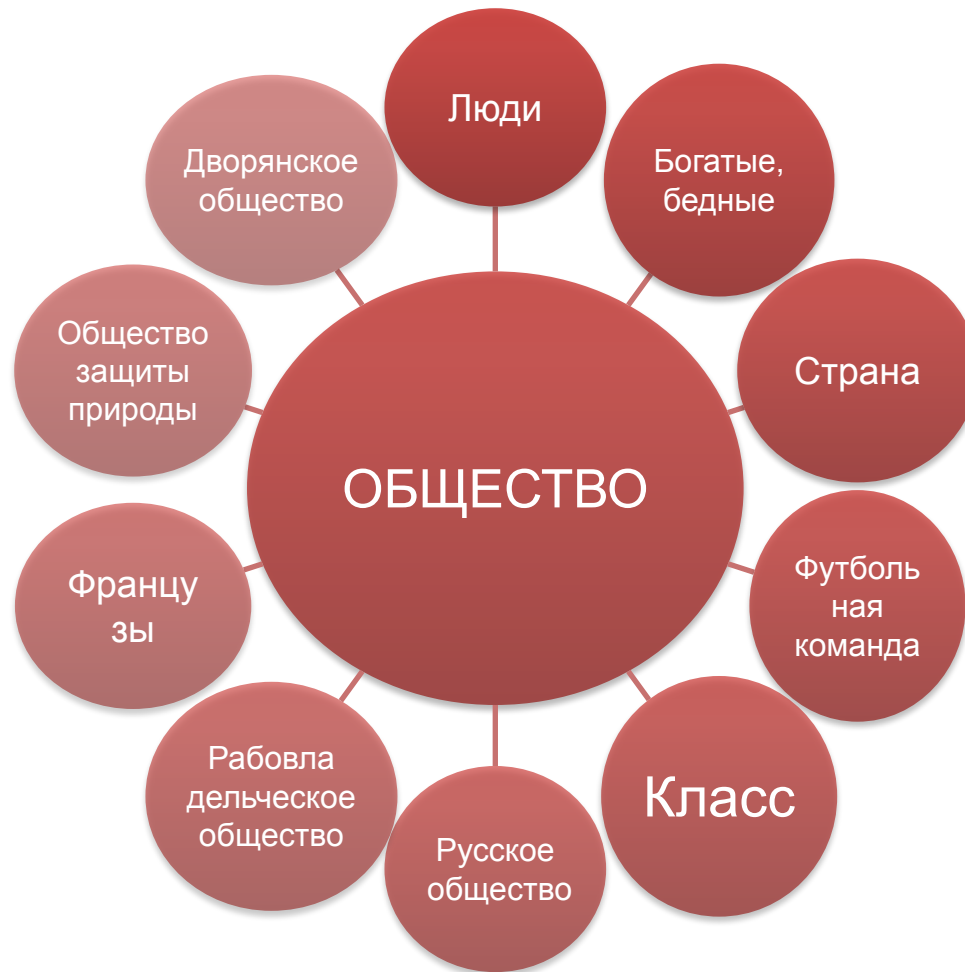 Люди
Богатые,
бедные
Страна
Футболь
ная
команда
Класс
Русское
общество
Рабовла
дельческое
общество
Францу
зы
Общество
защиты
природы
Дворянское
общество
ОБЩЕСТВО